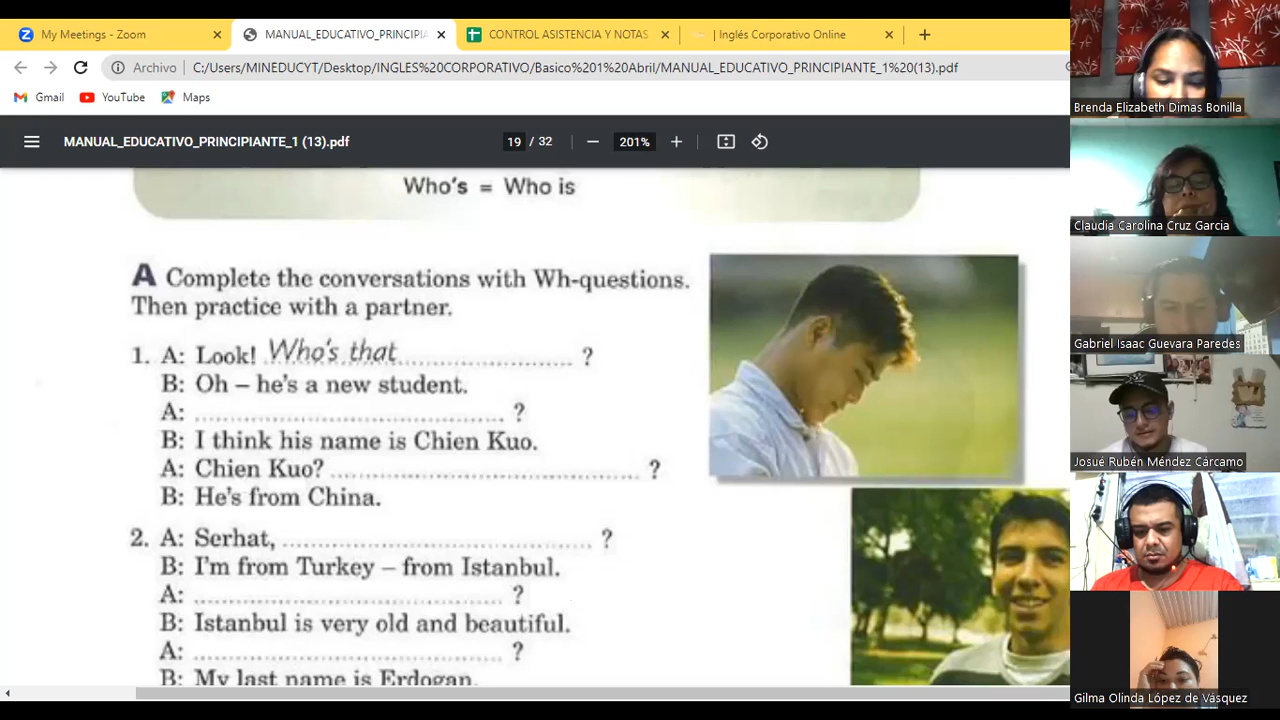 My Meetings - Zoom
MANUAL_EDUCATIVO_PRINCIPIA
CONTROL ASISTENCIA Y NOTAS
| Inglés Corporativo Online
Archivo
C:/Users/MINEDUCYT/Desktop/INGLES%20CORPORATIVO/basico%201%20Abril/MANUAL_EDUCATIVO_PRINCIPIANTE_1%20(13).pdf
Gmail
YouTube
Maps
MANUAL_EDUCATIVO_PRINCIPIANTE_1 (13).pdf
19 / 32
201%
Who's = Who is
A Complete the conversations with Wh-questions.
Then practice with a partner.
1. A: Look! Who's that ?
B: Oh – he's a new student.
A: ?
B: I think his name is Chien Kuo.
A: Chien Kuo? ?
B: He's from China.
2. A: Serhat, ?
B: I'm from Turkey – from Istanbul.
A: ?
B: Istanbul is very old and beautiful.
A: ?
B: My last name is Erdogan.
Brenda Elizabeth Dimas Bonilla
Claudia Carolina Cruz Garcia
Gabriel Isaac Guevara Paredes
Josué Rubén Méndez Cárcamo
Gilma Olinda López de Vásquez